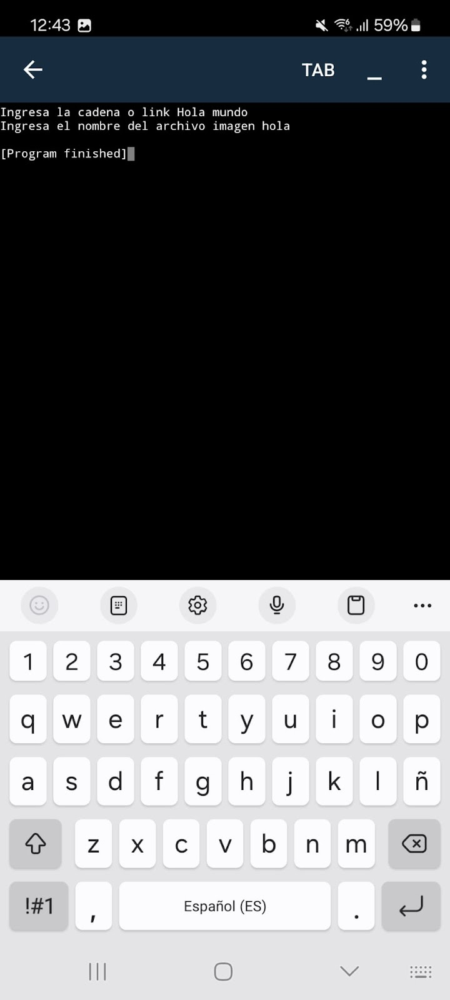 12:43 59%
TAB
Ingresa la cadena o link Hola mundo
Ingresa el nombre del archivo imagen hola
[Program finished]
1 2 3 4 5 6 7 8 9 0
q w e r t y u i o p
a s d f g h j k l ñ
z x c v b n m
!#1 , Español (ES) .